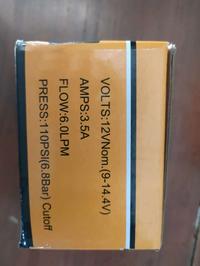 VOLTS:12VNom.(9-14.4V)
AMPS:3.5A
FLOW:6.0LPM
PRESS:110PSI(6.8Bar) Cutoff